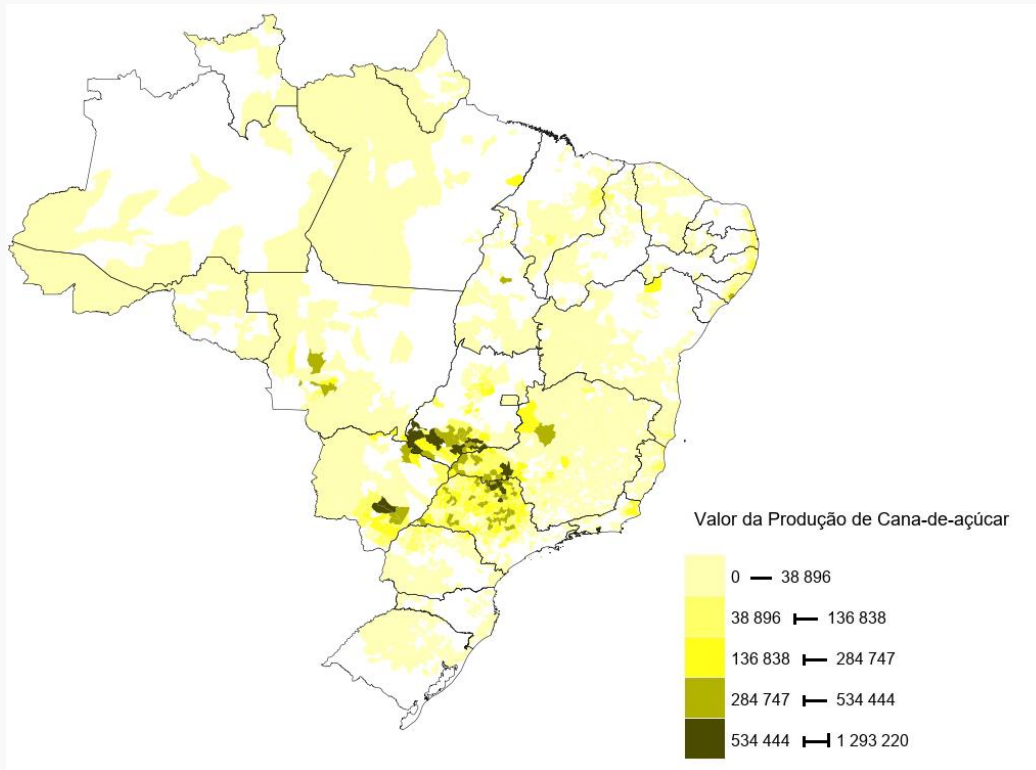 Valor da Produção de Cana-de-açúcar
0 — 38 896
38 896 ⊢ 136 838
136 838 ⊢ 284 747
284 747 ⊢ 534 444
534 444 ⊢⊣ 1 293 220